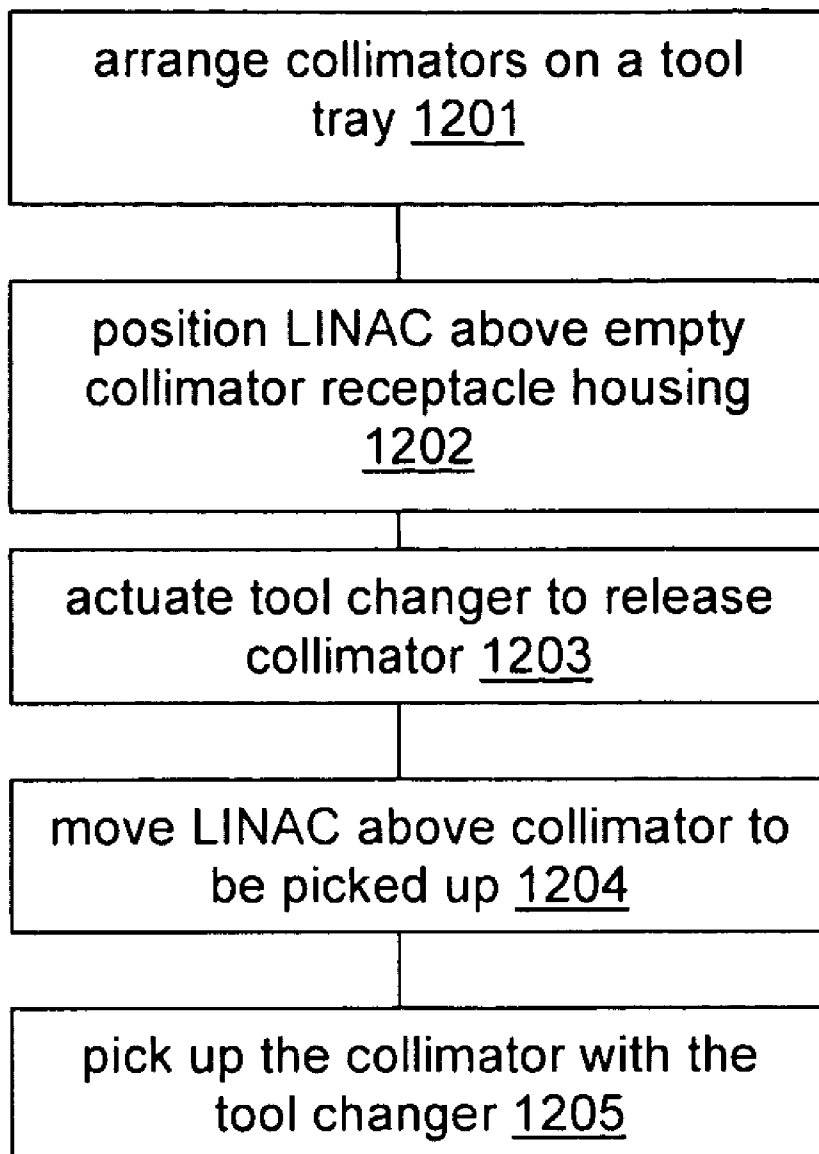 arrange collimators on a tool
tray 1201
position LINAC above empty
collimator receptacle housing
1202
actuate tool changer to release
collimator 1203
move LINAC above collimator to
be picked up 1204
pick up the collimator with the
tool changer 1205